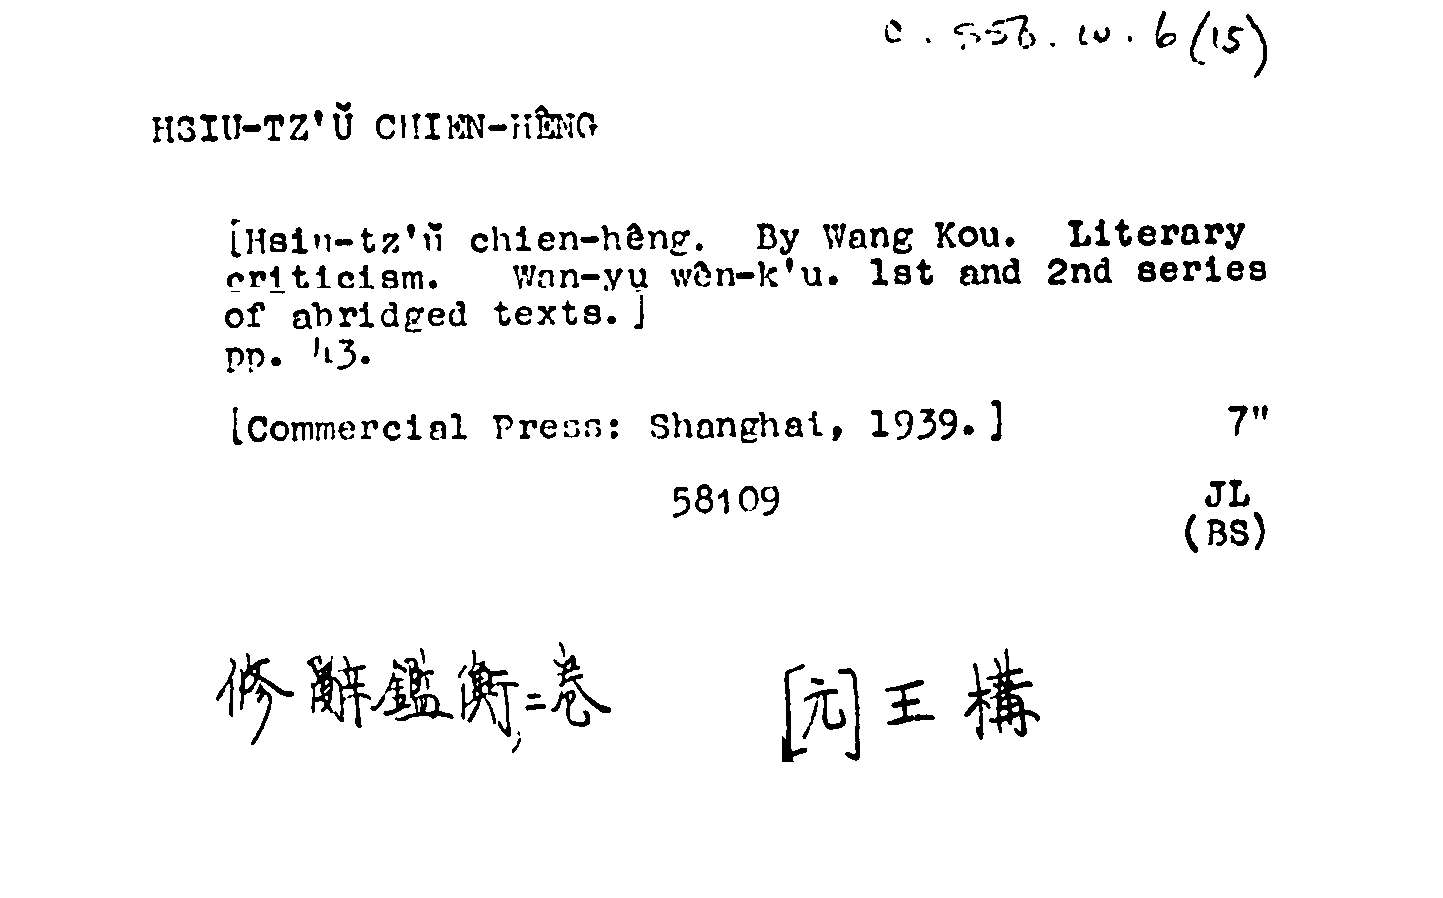 C. 558. W. 6 (15)
HSIU-TZ'Ŭ CHIEN-HÊNG
[Hsiu-tz'ŭ chien-hêng. By Wang Kou. Literary
criticism. Wan-yu wên-k'u. 1st and 2nd series
of abridged texts.]
pp. 43.
[Commercial Press: Shanghai, 1939.] 7"
58109 JL
(BS)
修辭鑑衡,二卷 [元]王構